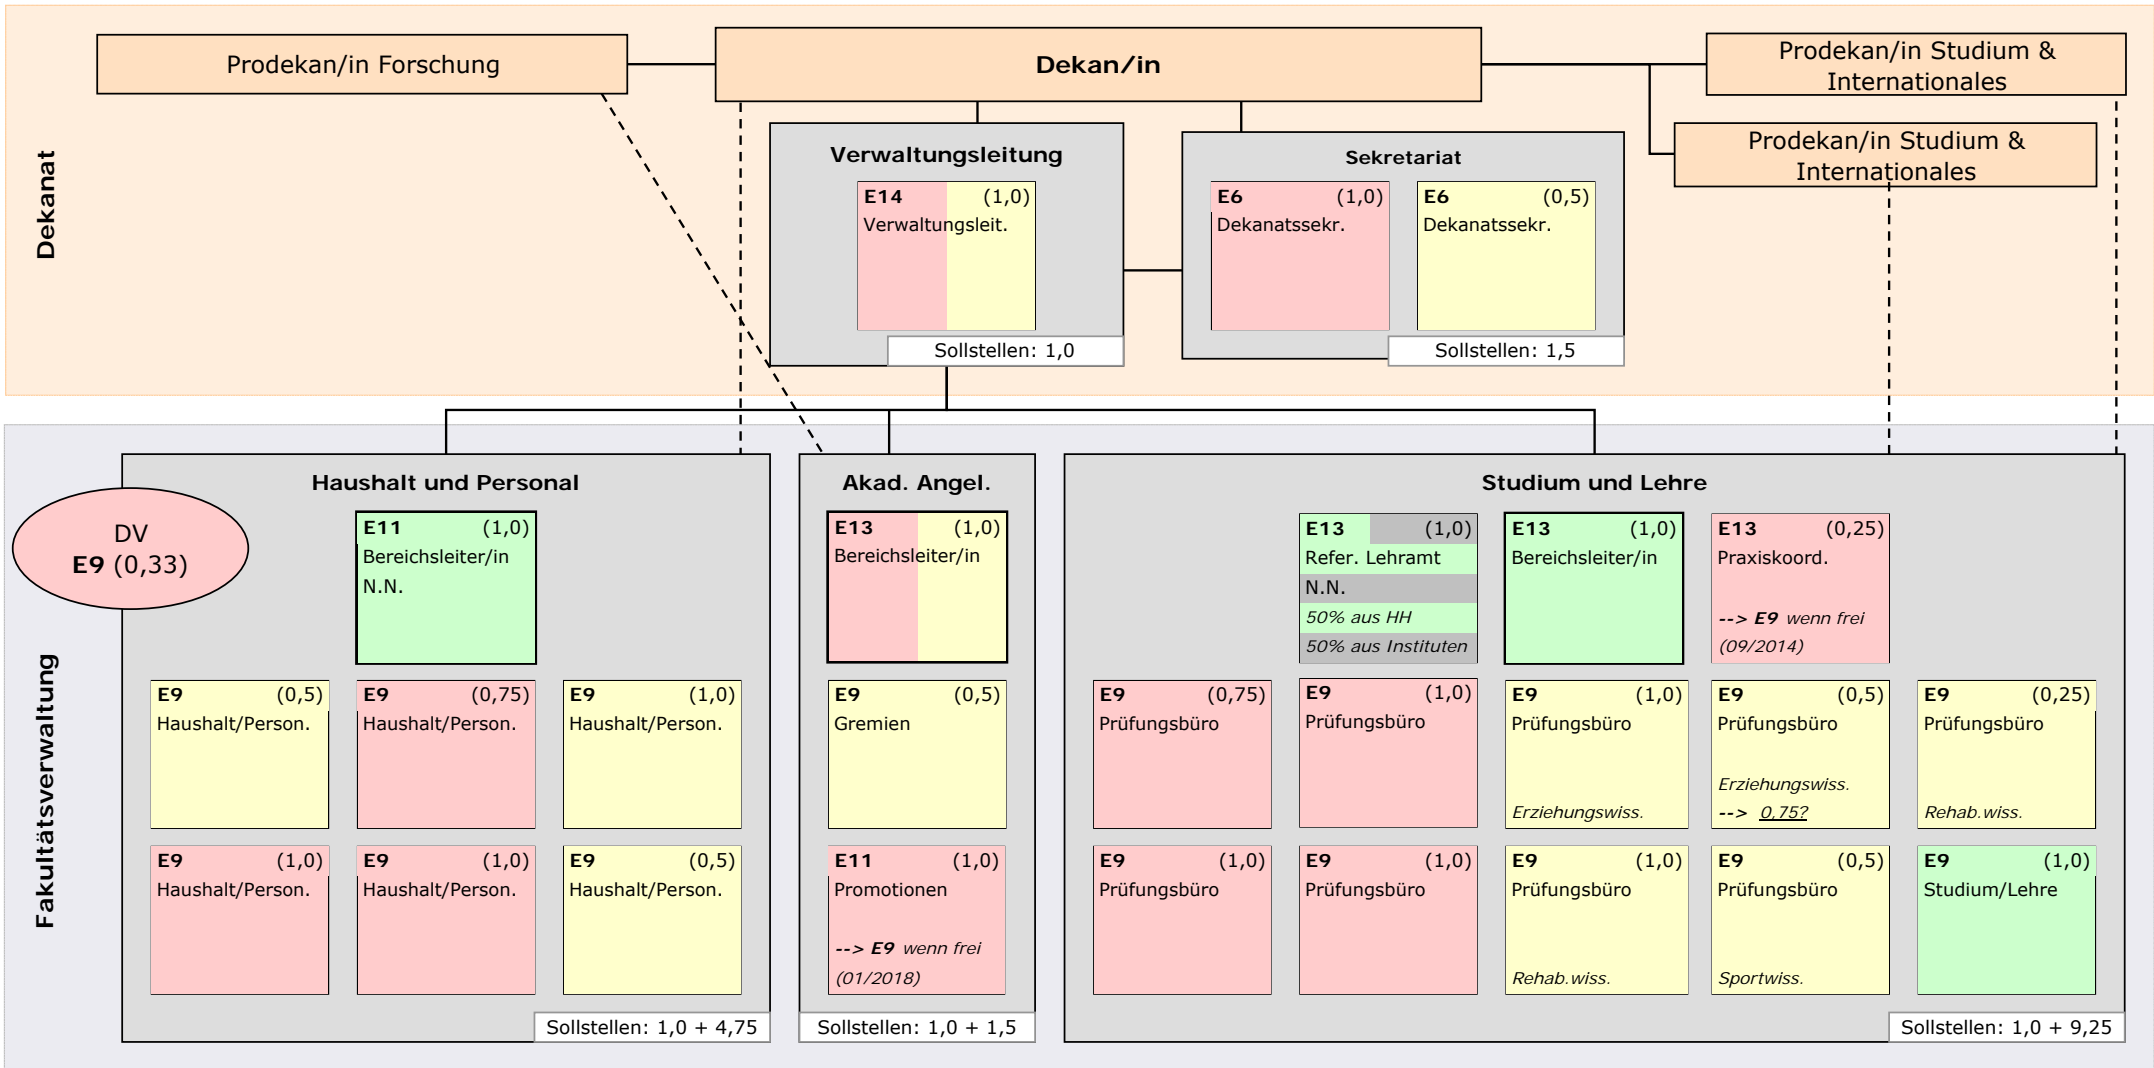 Dekanat
Prodekan/in Forschung
Dekan/in
Prodekan/in Studium &
Internationales
Prodekan/in Studium &
Internationales
Verwaltungsleitung
E14 (1,0)
Verwaltungsleit.
Sollstellen: 1,0
Sekretariat
E6 (1,0)
Dekanatssekr.
E6 (0,5)
Dekanatssekr.
Sollstellen: 1,5
Fakultätsverwaltung
DV
E9 (0,33)
Haushalt und Personal
E11 (1,0)
Bereichsleiter/in
N.N.
E9 (0,5)
Haushalt/Person.
E9 (0,75)
Haushalt/Person.
E9 (1,0)
Haushalt/Person.
E9 (1,0)
Haushalt/Person.
E9 (1,0)
Haushalt/Person.
E9 (0,5)
Haushalt/Person.
Sollstellen: 1,0 + 4,75
Akad. Angel.
E13 (1,0)
Bereichsleiter/in
E9 (0,5)
Gremien
E11 (1,0)
Promotionen
--> E9 wenn frei
(01/2018)
Sollstellen: 1,0 + 1,5
Studium und Lehre
E13 (1,0)
Refer. Lehramt
N.N.
50% aus HH
50% aus Instituten
E13 (1,0)
Bereichsleiter/in
E13 (0,25)
Praxiskoord.
--> E9 wenn frei
(09/2014)
E9 (0,75)
Prüfungsbüro
E9 (1,0)
Prüfungsbüro
E9 (1,0)
Prüfungsbüro
Erziehungswiss.
E9 (0,5)
Prüfungsbüro
Erziehungswiss.
--> 0,75?
E9 (0,25)
Prüfungsbüro
Rehab.wiss.
E9 (1,0)
Prüfungsbüro
E9 (1,0)
Prüfungsbüro
E9 (1,0)
Prüfungsbüro
Rehab.wiss.
E9 (0,5)
Prüfungsbüro
Sportwiss.
E9 (1,0)
Studium/Lehre
Sollstellen: 1,0 + 9,25